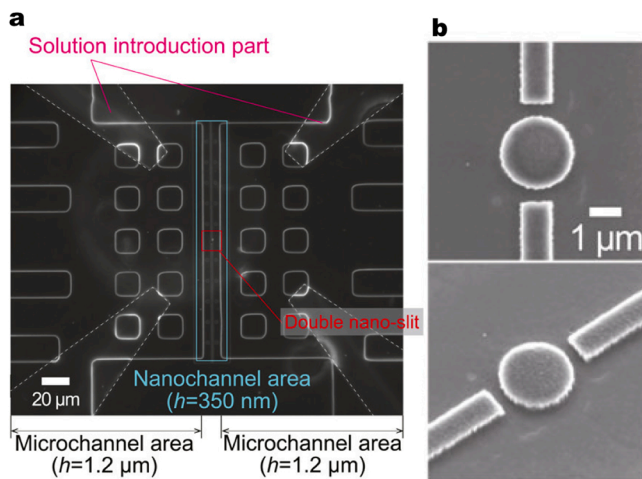 a
Solution introduction part
Double nano-slit
20 μm
Nanochannel area
(h=350 nm)
Microchannel area
(h=1.2 μm)
Microchannel area
(h=1.2 μm)
b
1 μm